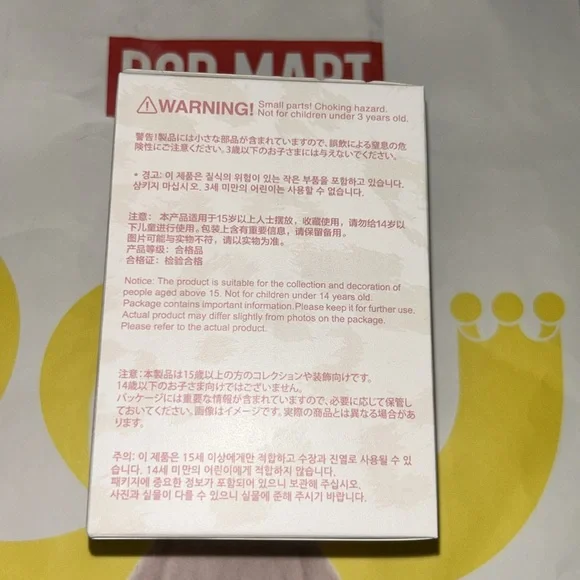 POP MART
⚠WARNING! Small parts! Choking hazard.
Not for children under 3 years old.
警告!製品には小さな部品が含まれていますので、誤飲による窒息の危
険性にご注意ください。3歳以下のお子さまには与えないでください。
• 경고: 이 제품은 질식의 위험이 있는 작은 부품을 포함하고 있습니다.
삼키지 마십시오. 3세 미만의 어린이는 사용할 수 없습니다.
注意： 本产品适用于15岁以上人士摆放，收藏使用，请勿给14岁以
下儿童进行使用。包装上含有重要信息，请保留备用。
图片可能与实物不符，请以实物为准。
产品等级：合格品
合格证：检验合格
Notice: The product is suitable for the collection and decoration of
people aged above 15. Not for children under 14 years old.
Package contains important information.Please keep it for further use.
Actual product may differ slightly from photos on the package.
Please refer to the actual product.
注意:本製品は15歳以上の方のコレクションや装飾向けです。
14歳以下のお子さま向けではございません。
パッケージには重要な情報が含まれていますので、必要に応じて保管し
ておいてください。画像はイメージです。実際の商品とは異なる場合があ
ります。
주의: 이 제품은 15세 이상에게만 적합하고 수장과 진열로 사용될 수 있
습니다. 14세 미만의 어린이에게 적합하지 않습니다.
패키지에 중요한 정보가 포함되어 있으니 보관해 주십시오.
사진과 실물이 다를 수 있으니 실물에 준해 주시기 바랍니다.